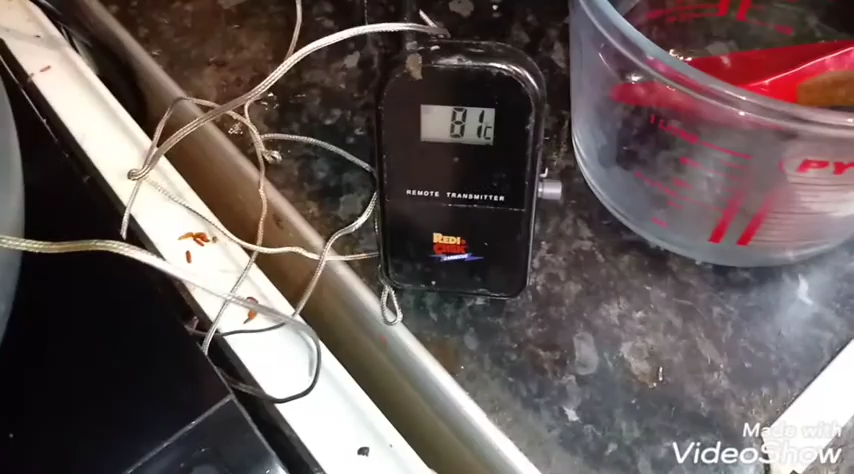 81c
REMOTE TRANSMITTER
REDI
CHEK
PY
Made with
VideoShow